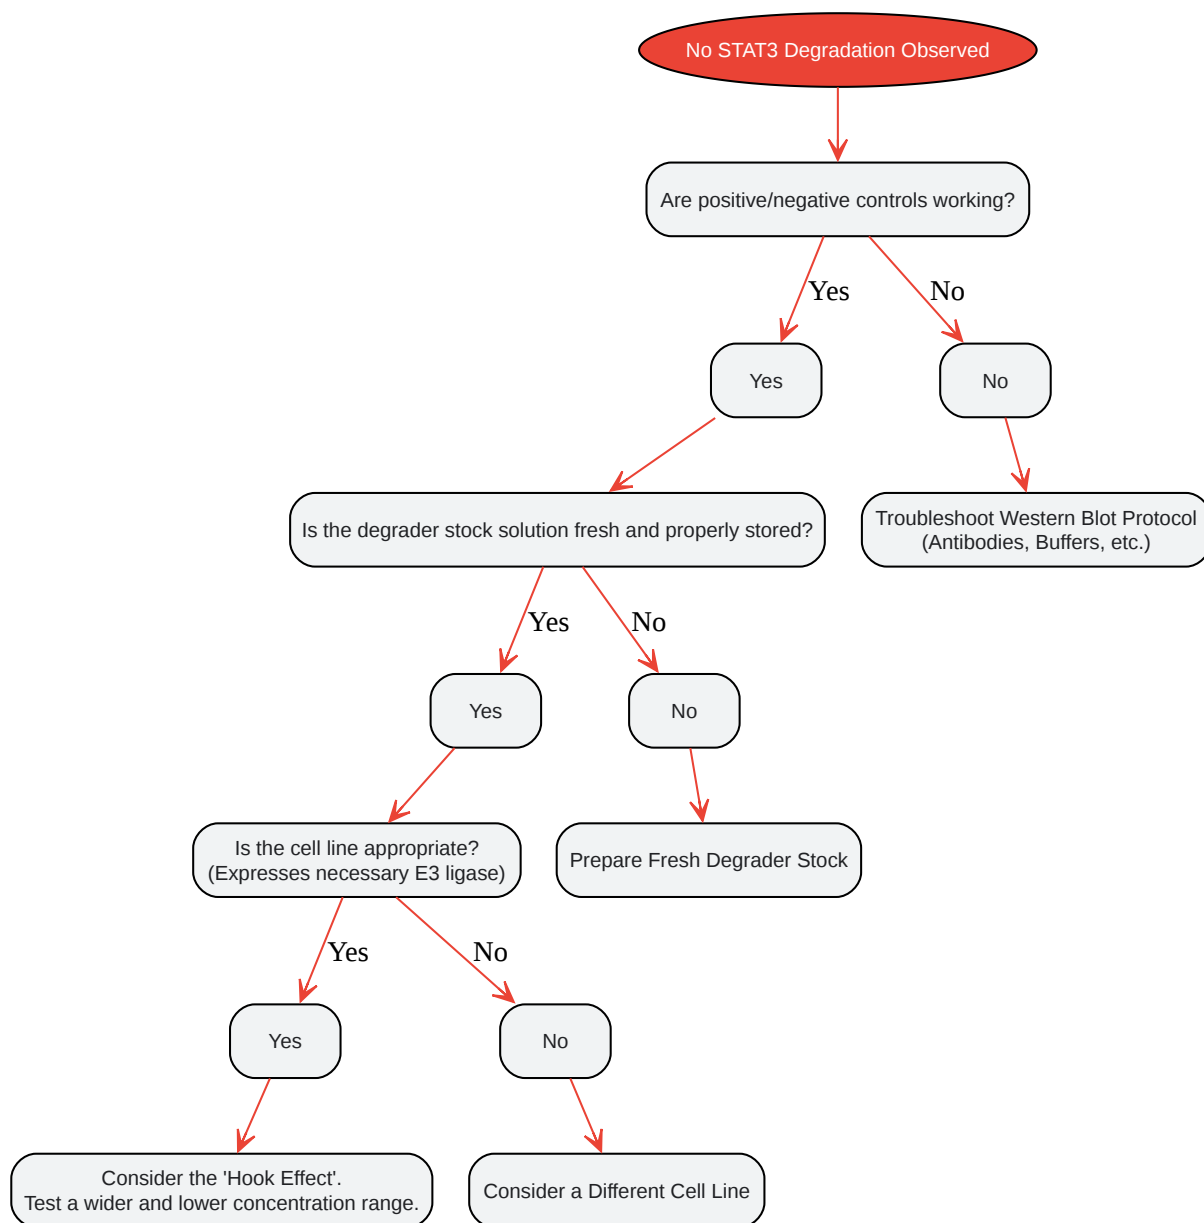 No STAT3 Degradation Observed
Are positive/negative controls working?
Yes
No
Yes
No
Is the degrader stock solution fresh and properly stored?
Troubleshoot Western Blot Protocol
(Antibodies, Buffers, etc.)
Yes
No
Yes
No
Is the cell line appropriate?
(Expresses necessary E3 ligase)
Prepare Fresh Degrader Stock
Yes
No
Yes
No
Consider the 'Hook Effect'.
Test a wider and lower concentration range.
Consider a Different Cell Line